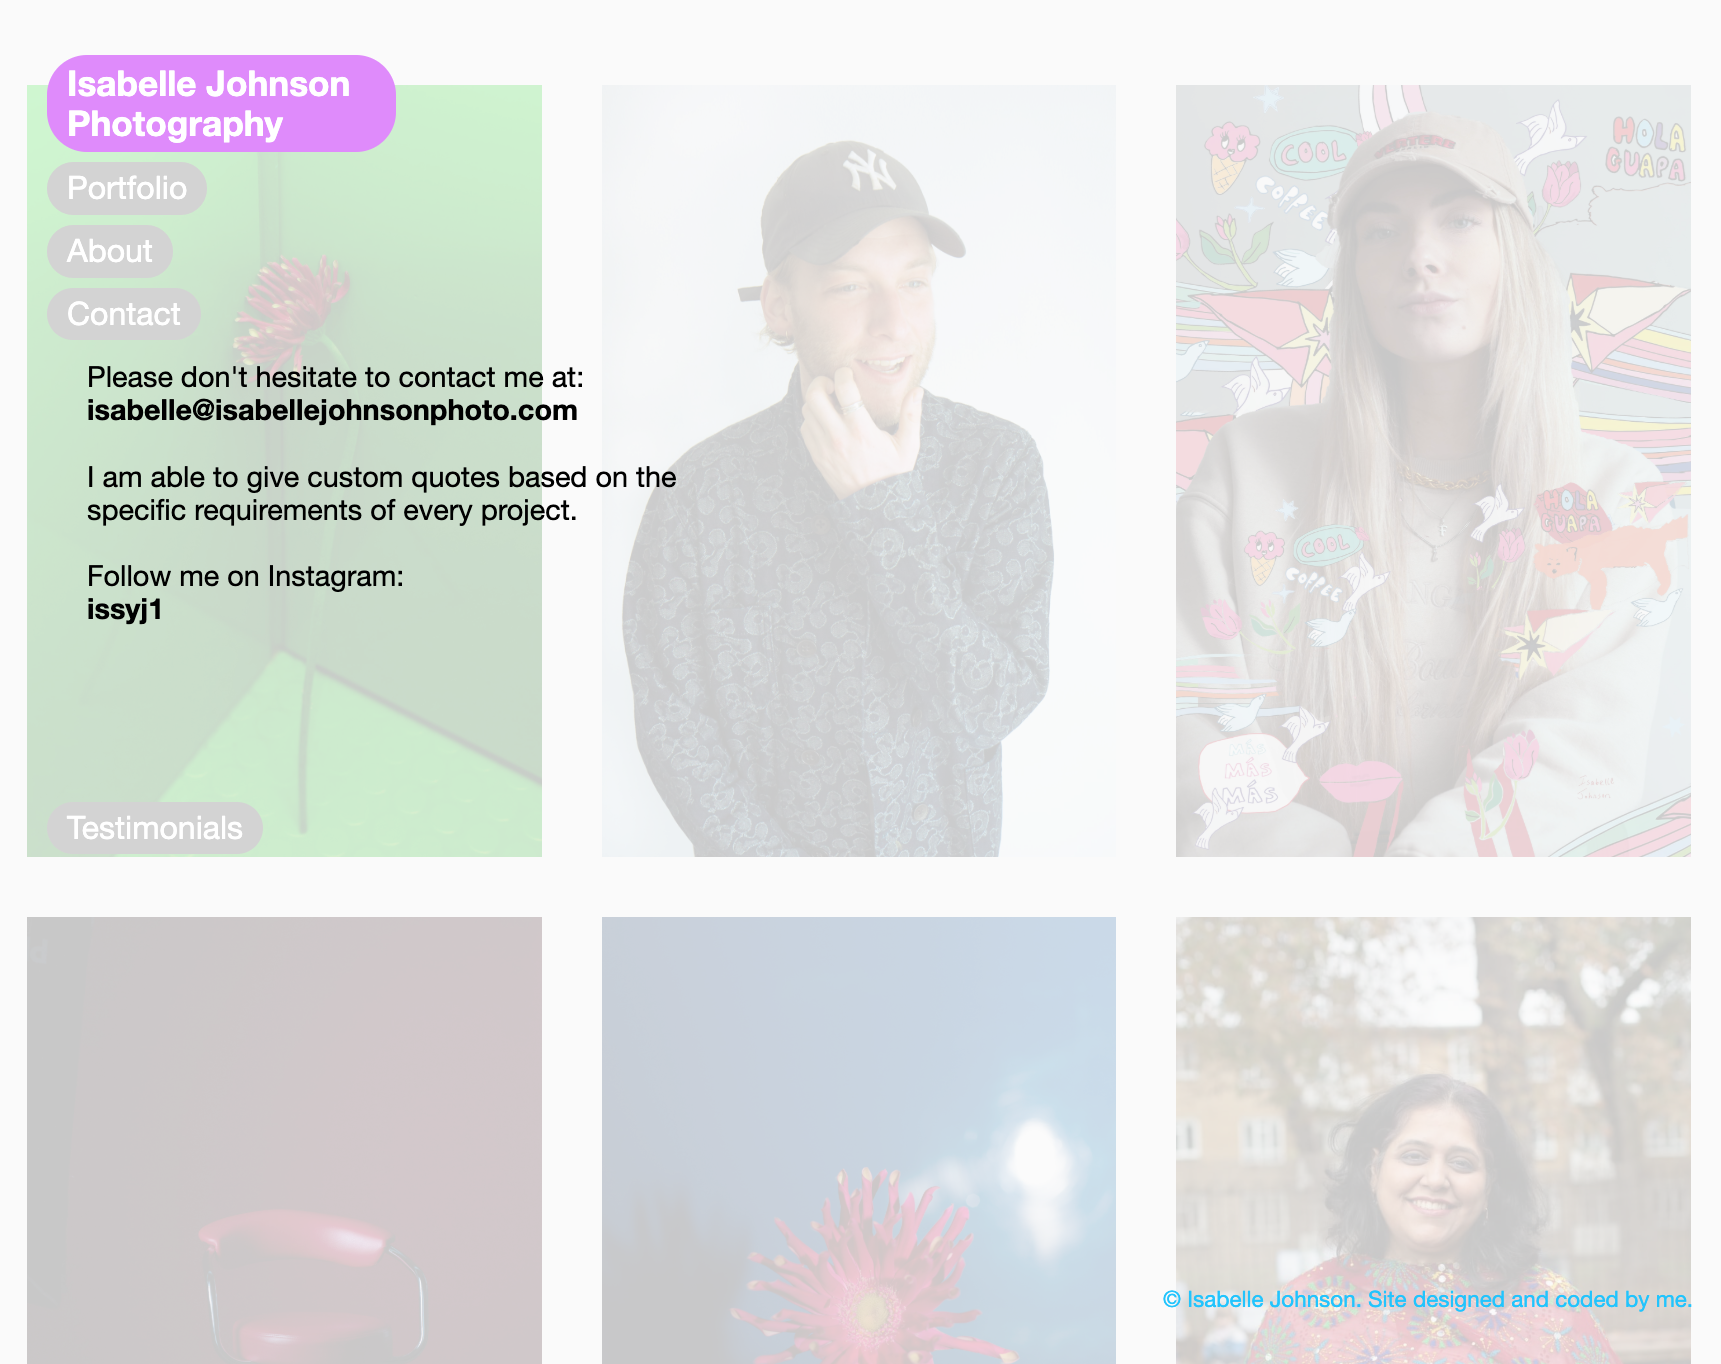 Isabelle Johnson
Photography
Portfolio
About
Contact
Please don't hesitate to contact me at:
isabelle@isabellejohnsonphoto.com
I am able to give custom quotes based on the
specific requirements of every project.
Follow me on Instagram:
issyj1
Testimonials
NY
COOL
COFFEE
HOLA
GUAPA
HOLA
GUAPA
COOL
COFFEE
MÁS
MÁS
MÁS
Isabelle
Johnson
© Isabelle Johnson. Site designed and coded by me.